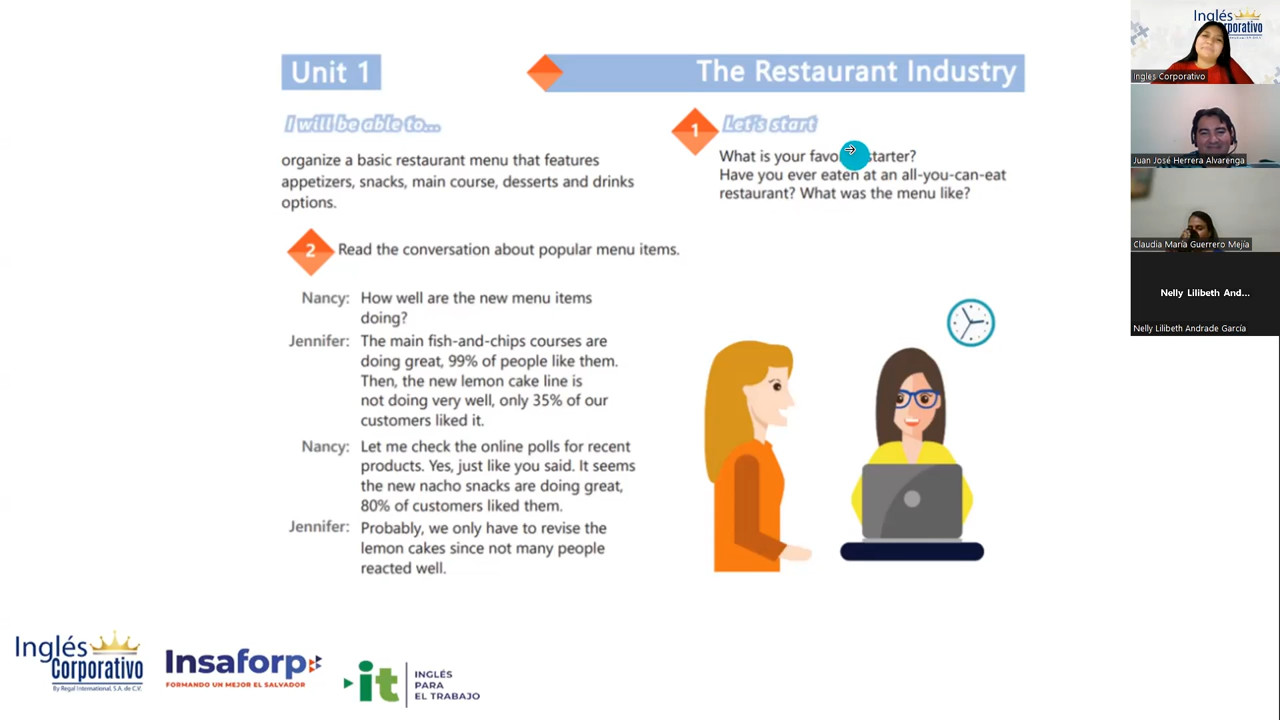 Unit 1
The Restaurant Industry
I will be able to...
organize a basic restaurant menu that features
appetizers, snacks, main course, desserts and drinks
options.
1
Let's start
What is your favo starter?
Have you ever eaten at an all-you-can-eat
restaurant? What was the menu like?
2
Read the conversation about popular menu items.
Nancy: How well are the new menu items
doing?
Jennifer: The main fish-and-chips courses are
doing great, 99% of people like them.
Then, the new lemon cake line is
not doing very well, only 35% of our
customers liked it.
Nancy: Let me check the online polls for recent
products. Yes, just like you said. It seems
the new nacho snacks are doing great,
80% of customers liked them.
Jennifer: Probably, we only have to revise the
lemon cakes since not many people
reacted well.
Inglés
Corporativo
By Regal International, S.A. de C.V.
Insaforp
FORMANDO UN MEJOR EL SALVADOR
it
INGLÉS
PARA
EL TRABAJO
Inglés
Corporativo
Ingles Corporativo
Juan José Herrera Alvarenga
Claudia María Guerrero Mejía
Nelly Lilibeth And...
Nelly Lilibeth Andrade García